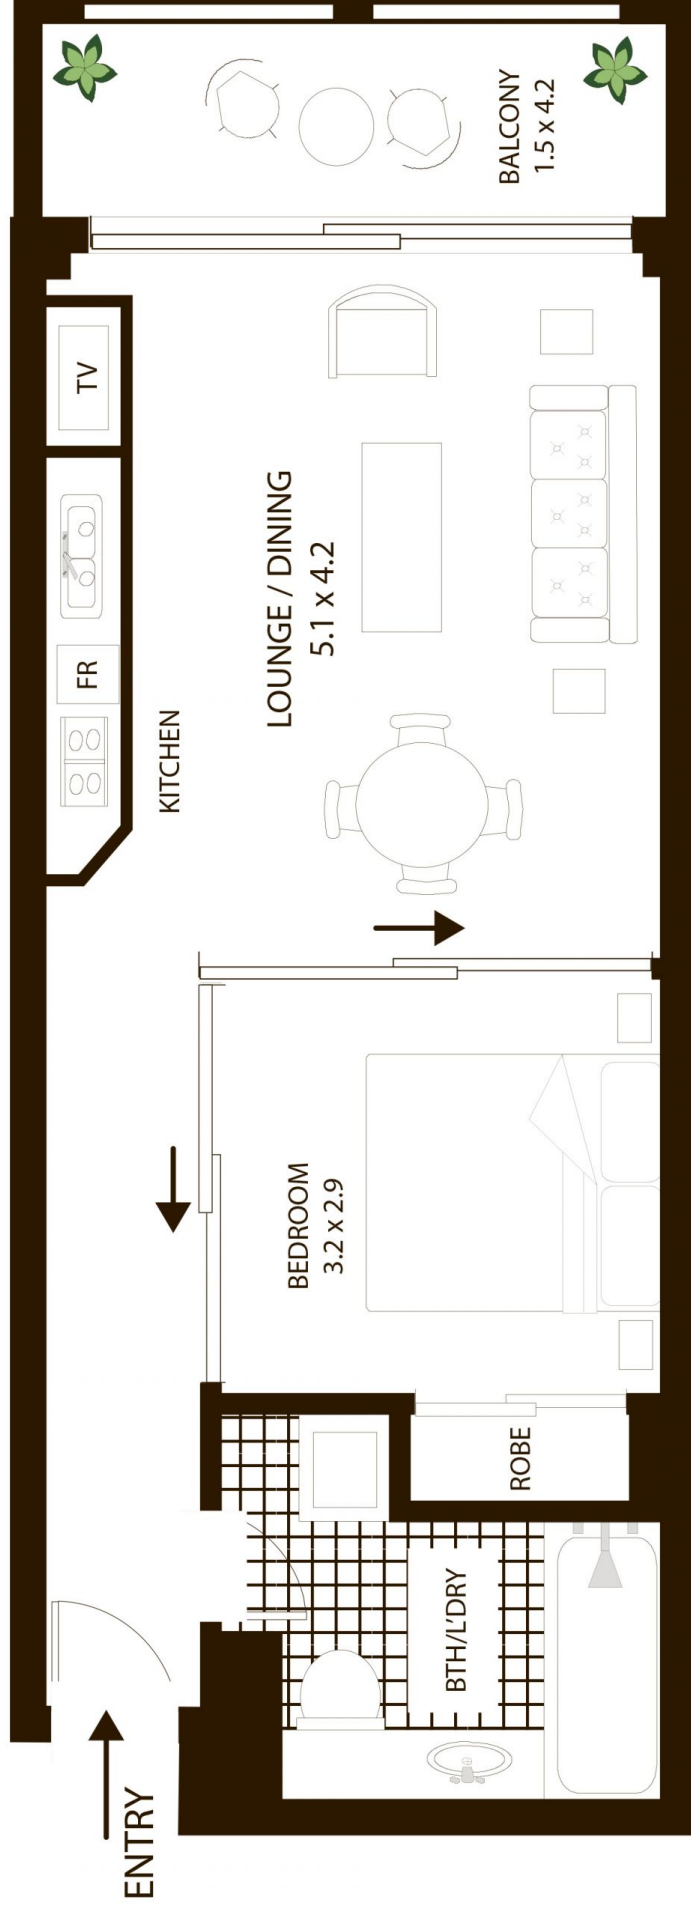 BALCONY
1.5 x 4.2
TV
LOUNGE / DINING
5.1 x 4.2
FR
KITCHEN
BEDROOM
3.2 x 2.9
ROBE
BTH/L'DRY
ENTRY